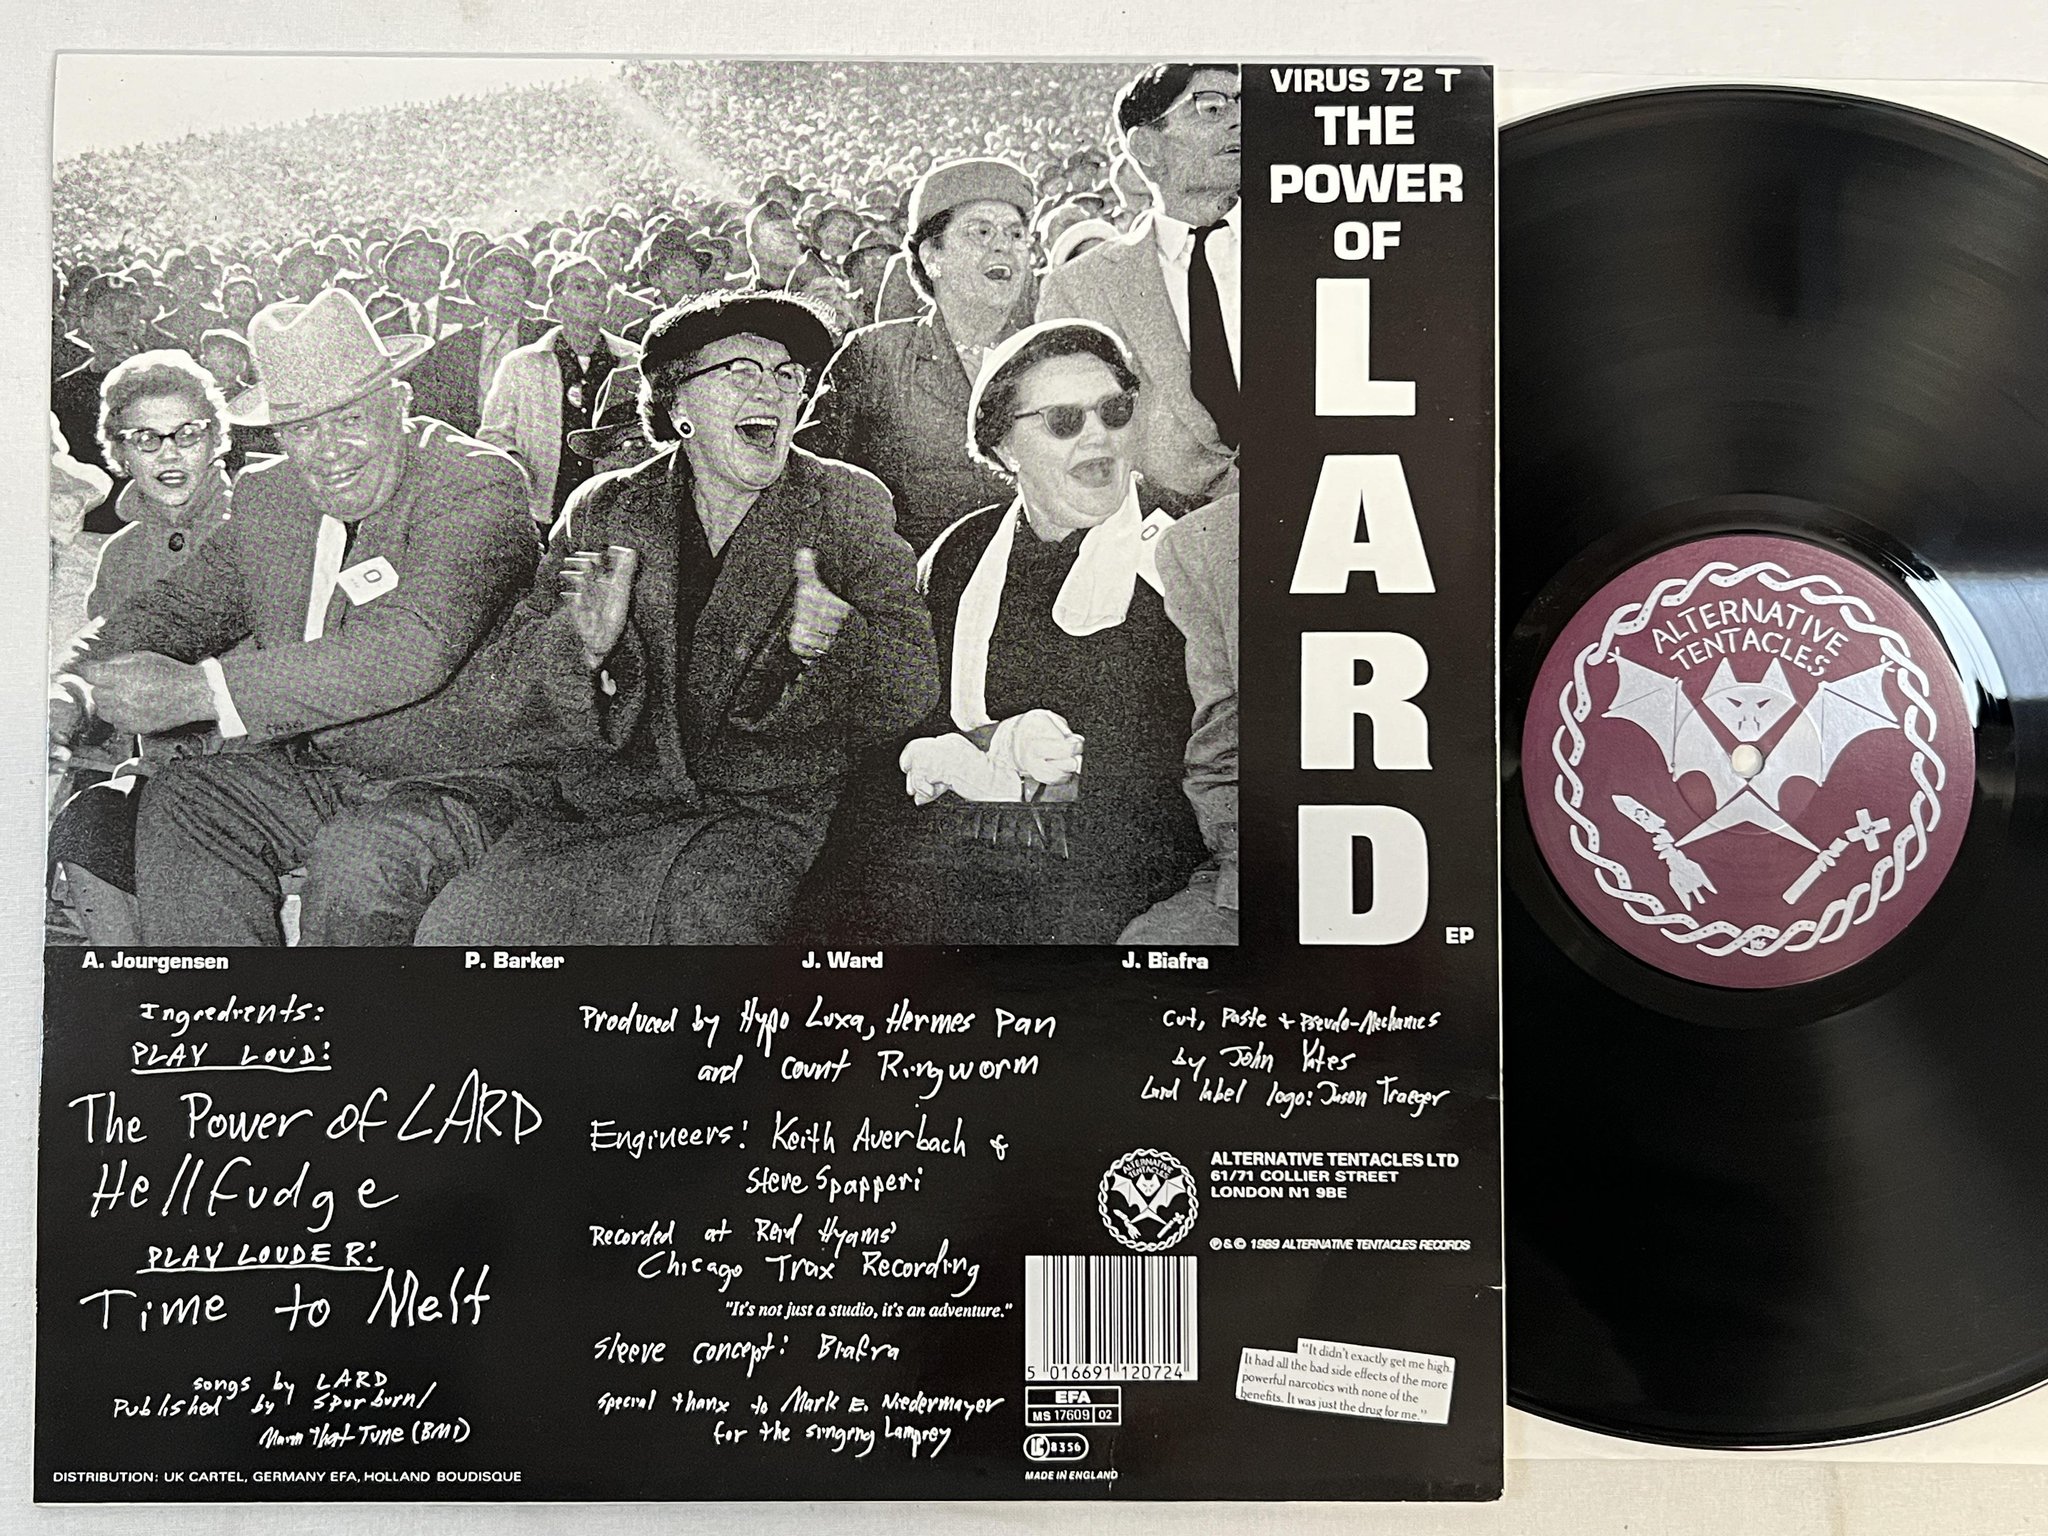 VIRUS 72 T
THE
POWER
OF
LARD
EP
A. Jourgensen
P. Barker
J. Ward
J. Biafra
Ingredients:
PLAY LOUD:
The Power of LARD
Hellfudge
PLAY LOUDER:
Time to Melt
songs by LARD
Published by Spurburn/
Murn That Tune (BMI)
DISTRIBUTION: UK CARTEL, GERMANY EFA, HOLLAND BOUDISQUE
Produced by Hypo Luxa, Hermes Pan
and Count Ringworm
Engineers: Keith Auerbach &
Steve Spapperi
Recorded at Reid Hyams'
Chicago Trax Recording
"It's not just a studio, it's an adventure."
Sleeve concept: Biafra
special thanx to Mark E. Niedermayer
for the singing Lamprey
Cut, Paste + Pseudo-Mechanics
by John Yates
Lard label logo: Jason Traeger
ALTERNATIVE
TENTACLES
ALTERNATIVE TENTACLES LTD
61/71 COLLIER STREET
LONDON N1 9BE
℗ & © 1989 ALTERNATIVE TENTACLES RECORDS
5 016691 120724
EFA
MS 17609 02
LC 8356
MADE IN ENGLAND
"It didn't exactly get me high.
It had all the bad side effects of the more
powerful narcotics with none of the
benefits. It was just the drug for me."
ALTERNATIVE
TENTACLES